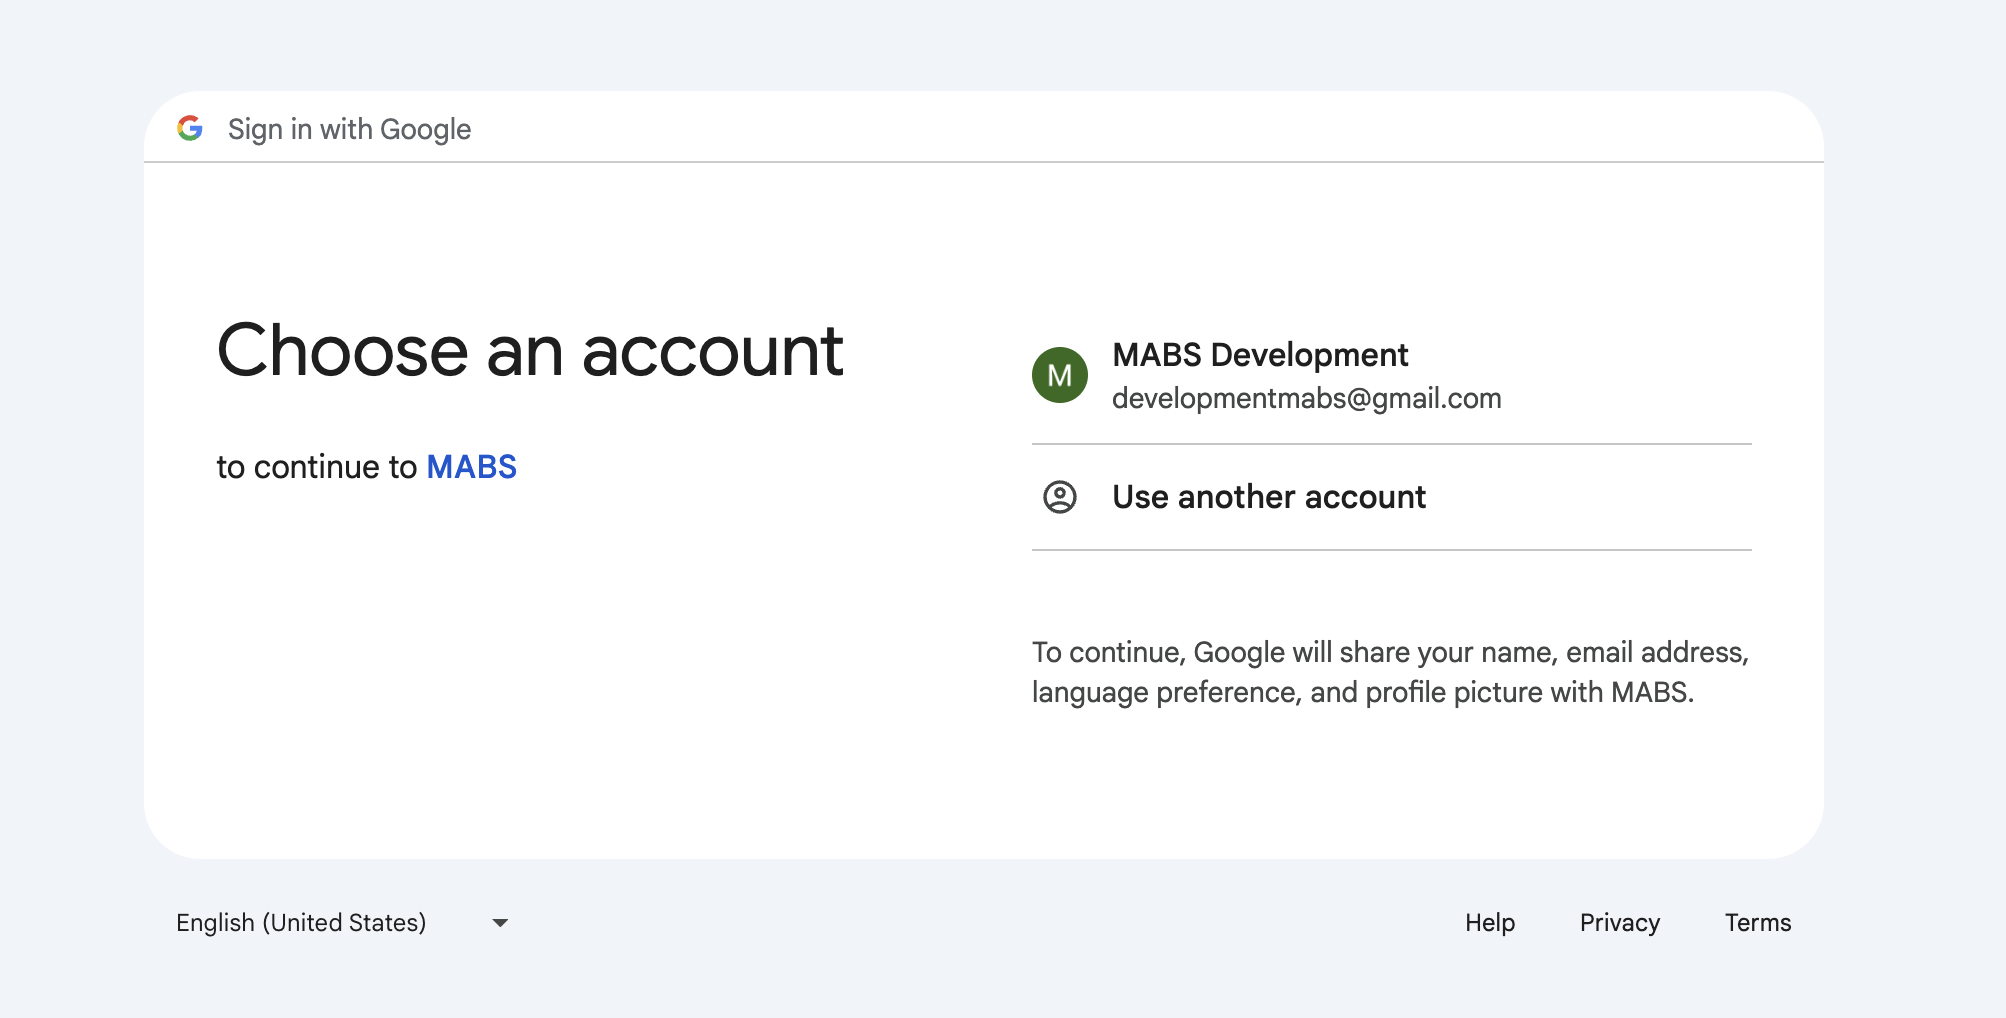 Sign in with Google
Choose an account
to continue to MABS
M
MABS Development
developmentmabs@gmail.com
Use another account
To continue, Google will share your name, email address,
language preference, and profile picture with MABS.
English (United States)
Help
Privacy
Terms